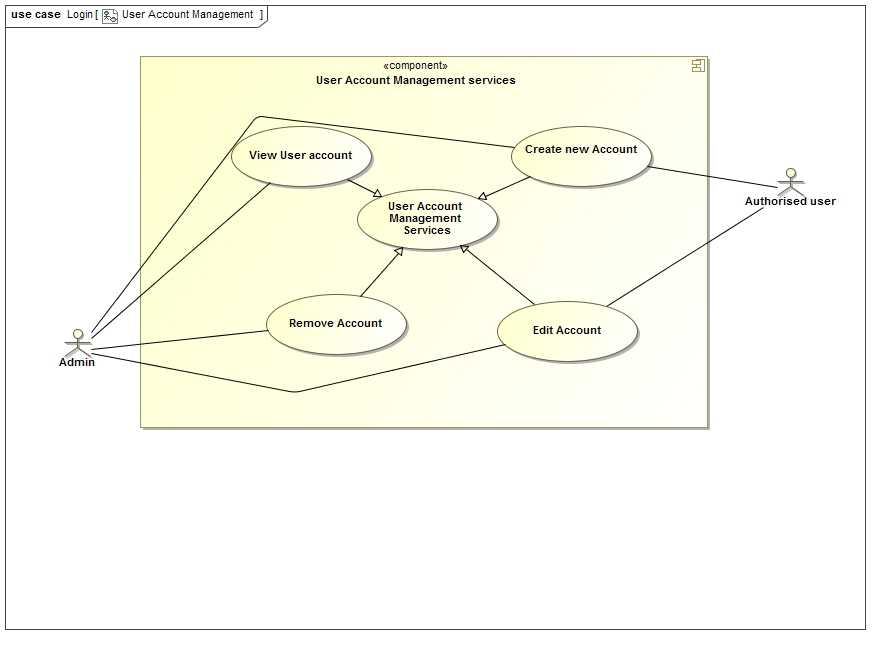 use case Login [ User Account Management ]
«component»
User Account Management services
View User account
Create new Account
User Account
Management
Services
Authorised user
Remove Account
Edit Account
Admin